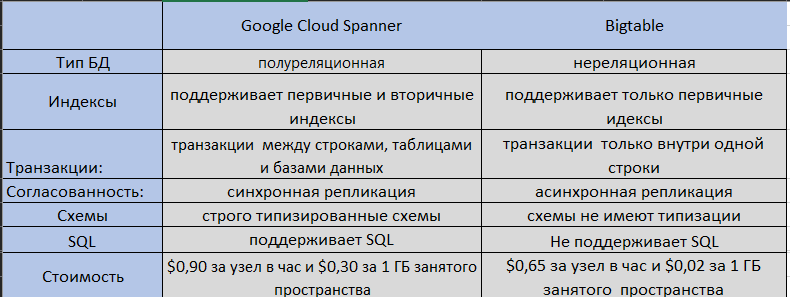 Google Cloud Spanner Bigtable
Тип БД полуреляционная нереляционная
Индексы поддерживает первичные и вторичные индексы поддерживает только первичные идексы
Транзакции: транзакции между строками, таблицами и базами данных транзакции только внутри одной строки
Согласованность: синхронная репликация асинхронная репликация
Схемы строго типизированные схемы схемы не имеют типизации
SQL поддерживает SQL Не поддерживает SQL
Стоимость $0,90 за узел в час и $0,30 за 1 ГБ занятого пространства $0,65 за узел в час и $0,02 за 1 ГБ занятого пространства